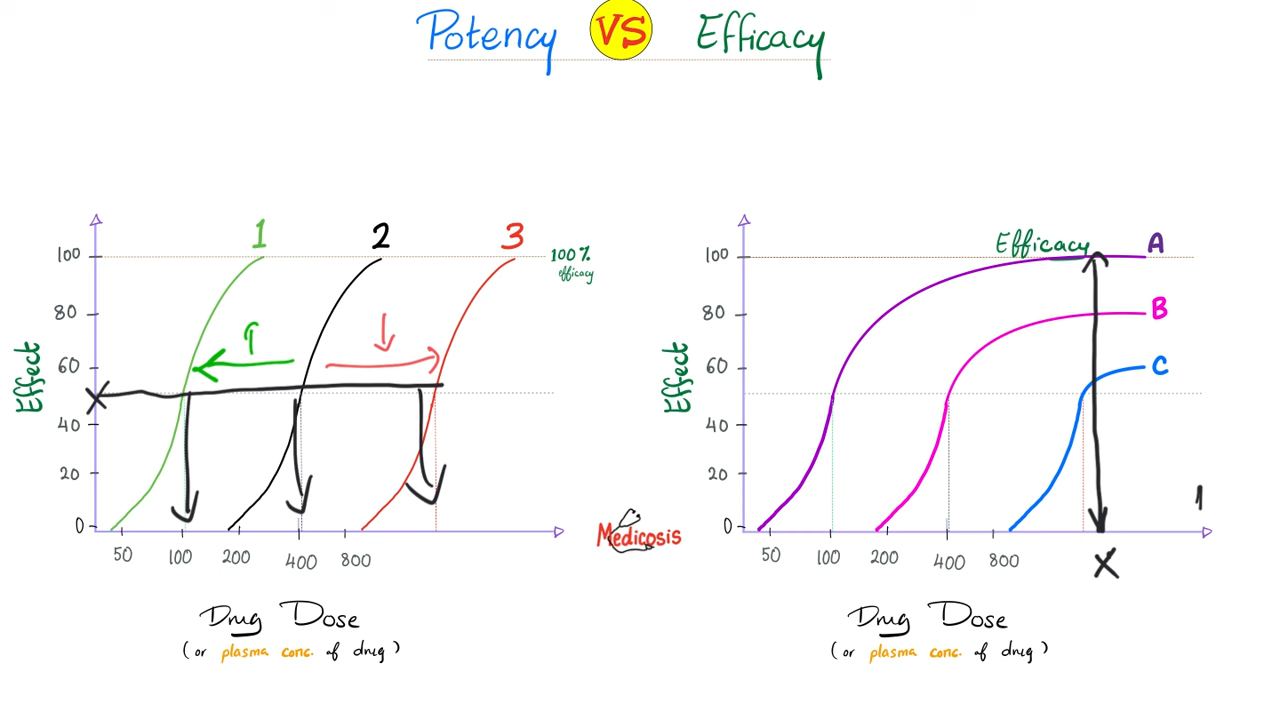 Potency VS Efficacy
1 2 3
100% efficacy
100
80
60
40
20
0
Effect
50 100 200 400 800
Drug Dose
(or plasma conc. of drug)
Medicosis
Efficacy
A
B
C
100
80
60
40
20
0
Effect
1
50 100 200 400 800
X
Drug Dose
(or plasma conc. of drug)